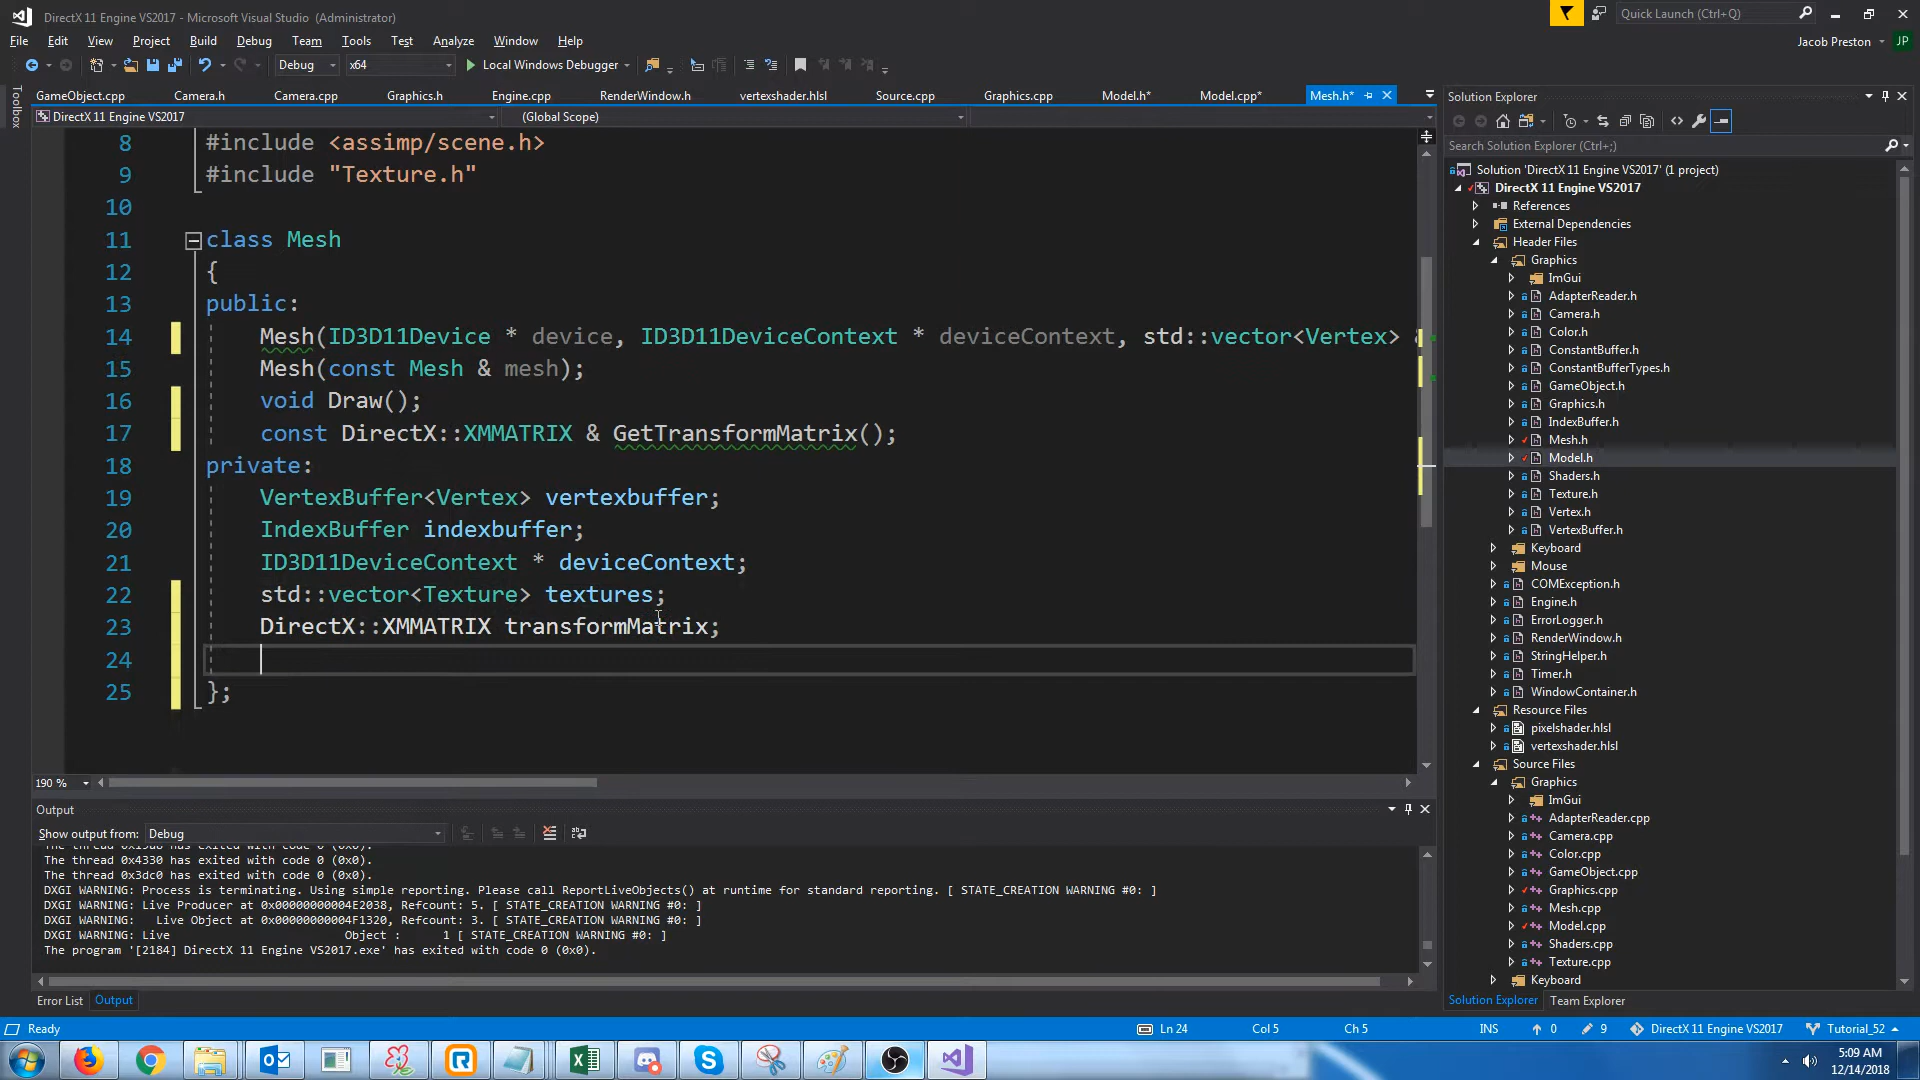 DirectX 11 Engine VS2017 - Microsoft Visual Studio (Administrator)
Quick Launch (Ctrl+Q)
File Edit View Project Build Debug Team Tools Test Analyze Window Help
Jacob Preston JP
Debug x64 Local Windows Debugger
GameObject.cpp Camera.h Camera.cpp Graphics.h Engine.cpp RenderWindow.h vertexshader.hlsl Source.cpp Graphics.cpp Model.h* Model.cpp* Mesh.h*
DirectX 11 Engine VS2017 (Global Scope)
Toolbox
8 #include <assimp/scene.h>
9 #include "Texture.h"
10
11 class Mesh
12 {
13 public:
14 Mesh(ID3D11Device * device, ID3D11DeviceContext * deviceContext, std::vector<Vertex>
15 Mesh(const Mesh & mesh);
16 void Draw();
17 const DirectX::XMMATRIX & GetTransformMatrix();
18 private:
19 VertexBuffer<Vertex> vertexbuffer;
20 IndexBuffer indexbuffer;
21 ID3D11DeviceContext * deviceContext;
22 std::vector<Texture> textures;
23 DirectX::XMMATRIX transformMatrix;
24
25 };
190 %
Output
Show output from: Debug
The thread 0x4330 has exited with code 0 (0x0).
The thread 0x3dc0 has exited with code 0 (0x0).
DXGI WARNING: Process is terminating. Using simple reporting. Please call ReportLiveObjects() at runtime for standard reporting. [ STATE_CREATION WARNING #0: ]
DXGI WARNING: Live Producer at 0x00000000004E2038, Refcount: 5. [ STATE_CREATION WARNING #0: ]
DXGI WARNING: Live Object at 0x00000000004F1320, Refcount: 3. [ STATE_CREATION WARNING #0: ]
DXGI WARNING: Live Object : 1 [ STATE_CREATION WARNING #0: ]
The program '[2184] DirectX 11 Engine VS2017.exe' has exited with code 0 (0x0).
Error List Output
Solution Explorer
Search Solution Explorer (Ctrl+;)
Solution 'DirectX 11 Engine VS2017' (1 project)
DirectX 11 Engine VS2017
References
External Dependencies
Header Files
Graphics
ImGui
AdapterReader.h
Camera.h
Color.h
ConstantBuffer.h
ConstantBufferTypes.h
GameObject.h
Graphics.h
IndexBuffer.h
Mesh.h
Model.h
Shaders.h
Texture.h
Vertex.h
VertexBuffer.h
Keyboard
Mouse
COMException.h
Engine.h
ErrorLogger.h
RenderWindow.h
StringHelper.h
Timer.h
WindowContainer.h
Resource Files
pixelshader.hlsl
vertexshader.hlsl
Source Files
Graphics
ImGui
AdapterReader.cpp
Camera.cpp
Color.cpp
GameObject.cpp
Graphics.cpp
Mesh.cpp
Model.cpp
Shaders.cpp
Texture.cpp
Keyboard
Solution Explorer Team Explorer
Ready Ln 24 Col 5 Ch 5 INS 0 9 DirectX 11 Engine VS2017 Tutorial_52
5:09 AM
12/14/2018